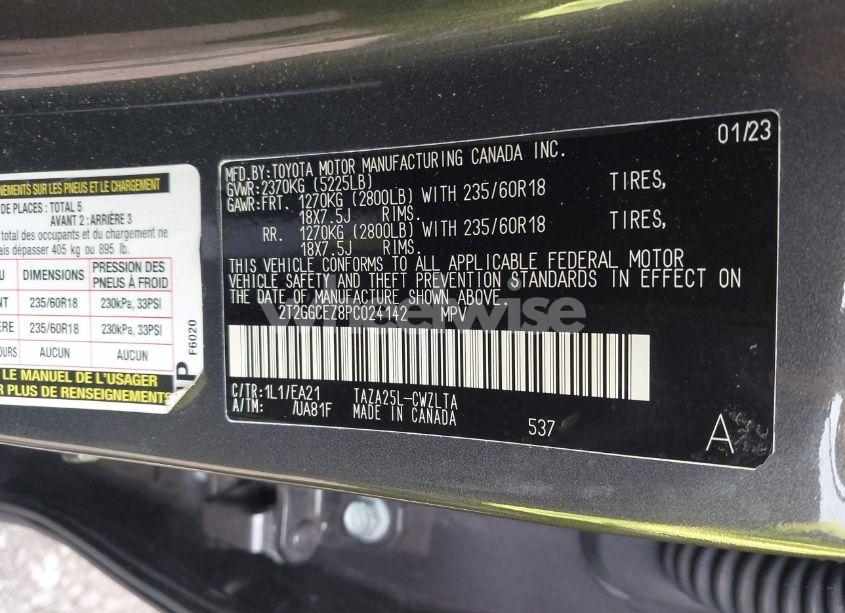 NEMENTS SUR LES PNEUS ET LE CHARGEMENT
DE PLACES : TOTAL 5
AVANT 2 : ARRIÈRE 3
total des occupants et du chargement ne
ais dépasser 405 kg ou 895 lb.
U DIMENSIONS PRESSION DES PNEUS À FROID
NT 235/60R18 230kPa, 33PSI
ÈRE 235/60R18 230kPa, 33PSI
OURS AUCUN AUCUN
LE MANUEL DE L'USAGER
PLUS DE RENSEIGNEMENTS
P
F6020
01/23
MFD.BY:TOYOTA MOTOR MANUFACTURING CANADA INC.
GVWR:2370KG (5225LB)
GAWR:FRT. 1270KG (2800LB) WITH 235/60R18 TIRES,
18X7.5J RIMS.
RR. 1270KG (2800LB) WITH 235/60R18 TIRES,
18X7.5J RIMS.
THIS VEHICLE CONFORMS TO ALL APPLICABLE FEDERAL MOTOR
VEHICLE SAFETY AND THEFT PREVENTION STANDARDS IN EFFECT ON
THE DATE OF MANUFACTURE SHOWN ABOVE.
2T2GGCEZ8PC024142 MPV
C/TR:1L1/EA21 TAZA25L-CWZLTA
A/TM: /UA81F MADE IN CANADA
537
A
wheelwise